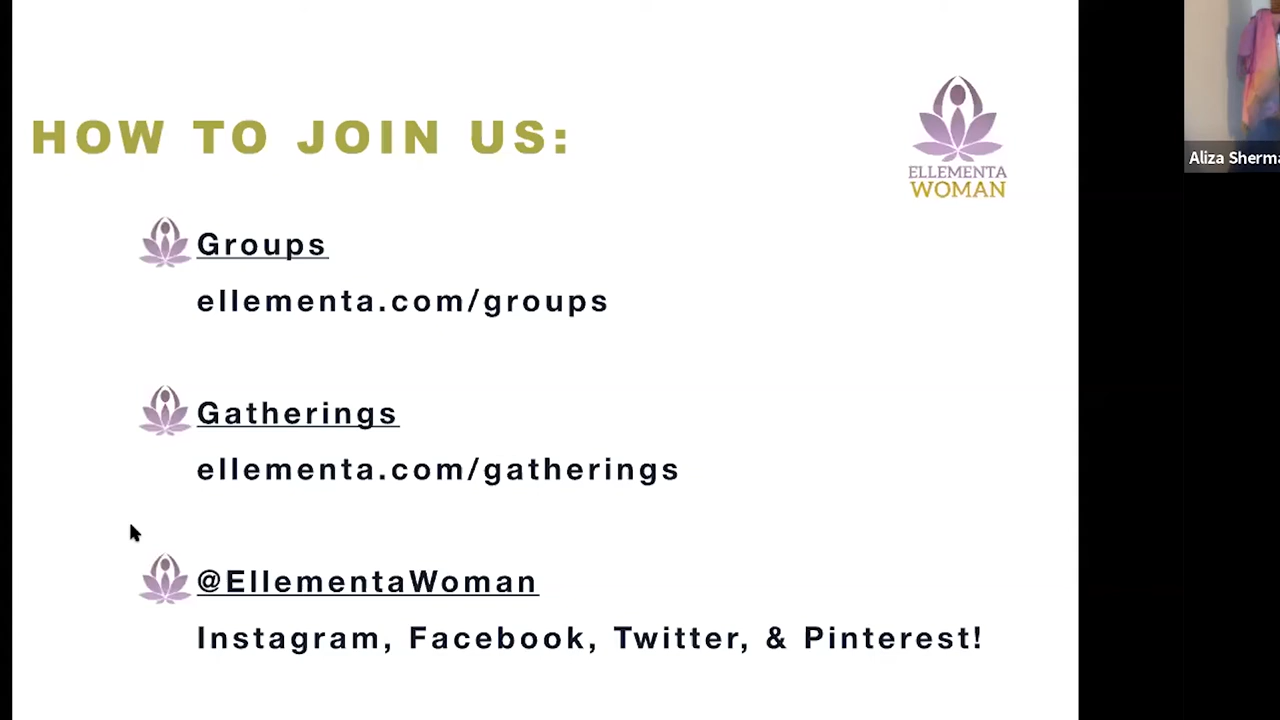 HOW TO JOIN US:
ELLEMENTA
WOMAN
Aliza Sherma
Groups
ellementa.com/groups
Gatherings
ellementa.com/gatherings
@EllementaWoman
Instagram, Facebook, Twitter, & Pinterest!